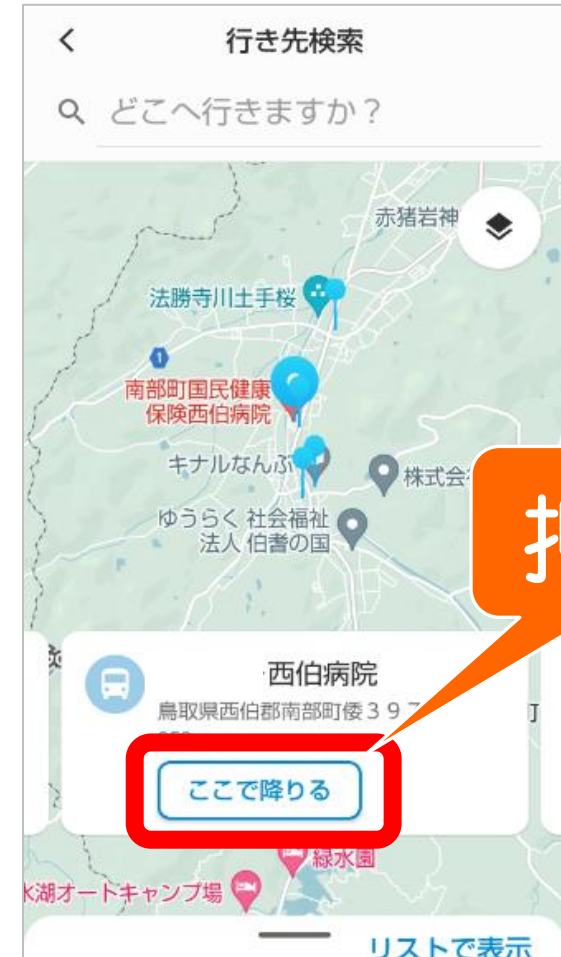 行き先検索
どこへ行きますか？
赤猪岩神
法勝寺川土手桜
1
南部町国民健康
保険西伯病院
キナルなんぶ
株式会
ゆうらく 社会福祉
法人 伯耆の国
西伯病院
鳥取県西伯郡南部町倭３９
町
ここで降りる
緑水園
水湖オートキャンプ場
リストで表示